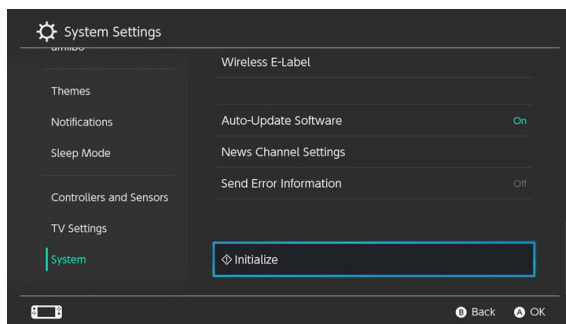 System Settings
amiibo
Themes
Notifications
Sleep Mode
Controllers and Sensors
TV Settings
System
Wireless E-Label
Auto-Update Software On
News Channel Settings
Send Error Information Off
Initialize
B Back A OK